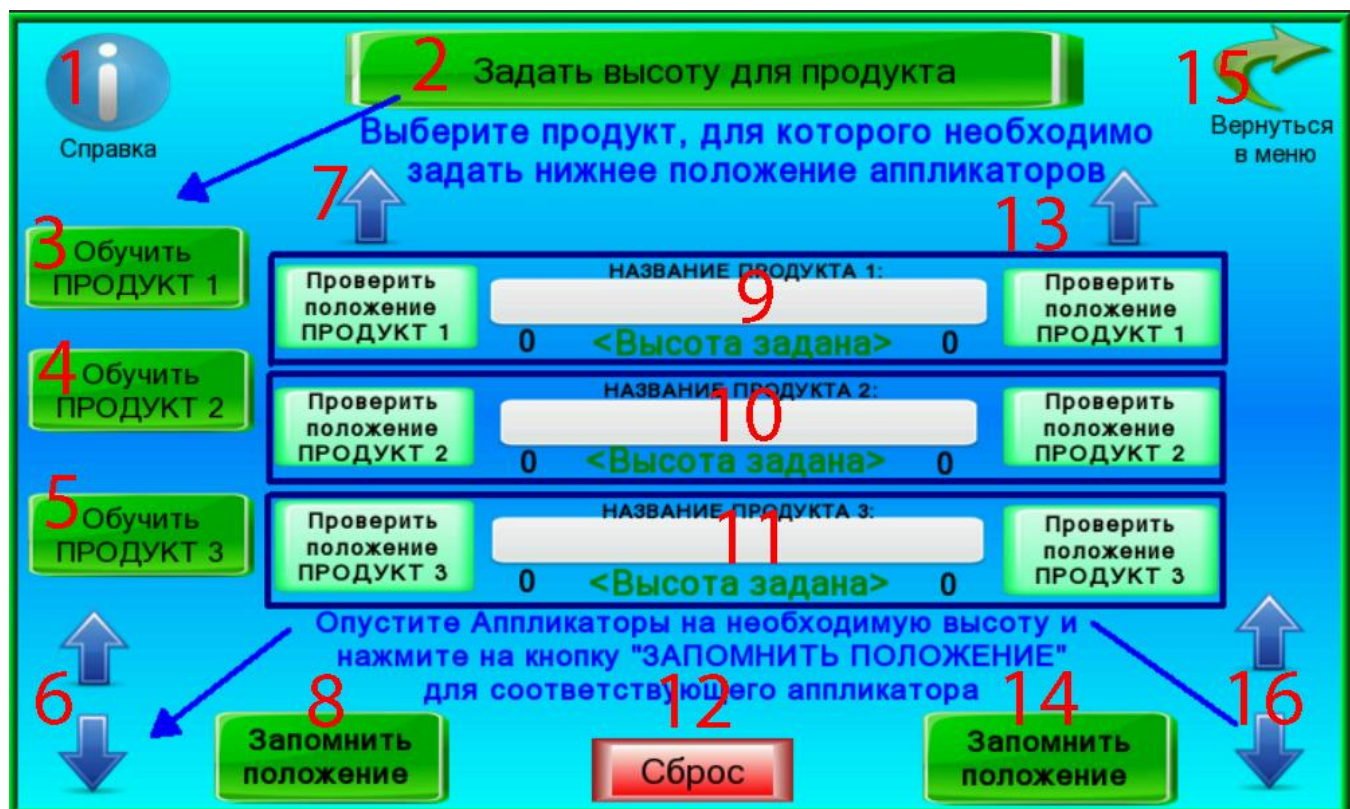 1
Справка
2
Задать высоту для продукта
15
Вернуться
в меню
Выберите продукт, для которого необходимо
задать нижнее положение аппликаторов
7
13
3
Обучить
ПРОДУКТ 1
Проверить
положение
ПРОДУКТ 1
НАЗВАНИЕ ПРОДУКТА 1:
9
0 <Высота задана> 0
Проверить
положение
ПРОДУКТ 1
4
Обучить
ПРОДУКТ 2
Проверить
положение
ПРОДУКТ 2
НАЗВАНИЕ ПРОДУКТА 2:
10
0 <Высота задана> 0
Проверить
положение
ПРОДУКТ 2
5
Обучить
ПРОДУКТ 3
Проверить
положение
ПРОДУКТ 3
НАЗВАНИЕ ПРОДУКТА 3:
11
0 <Высота задана> 0
Проверить
положение
ПРОДУКТ 3
Опустите Аппликаторы на необходимую высоту и
нажмите на кнопку "ЗАПОМНИТЬ ПОЛОЖЕНИЕ"
для соответствующего аппликатора
6
8
Запомнить
положение
12
Сброс
14
Запомнить
положение
16